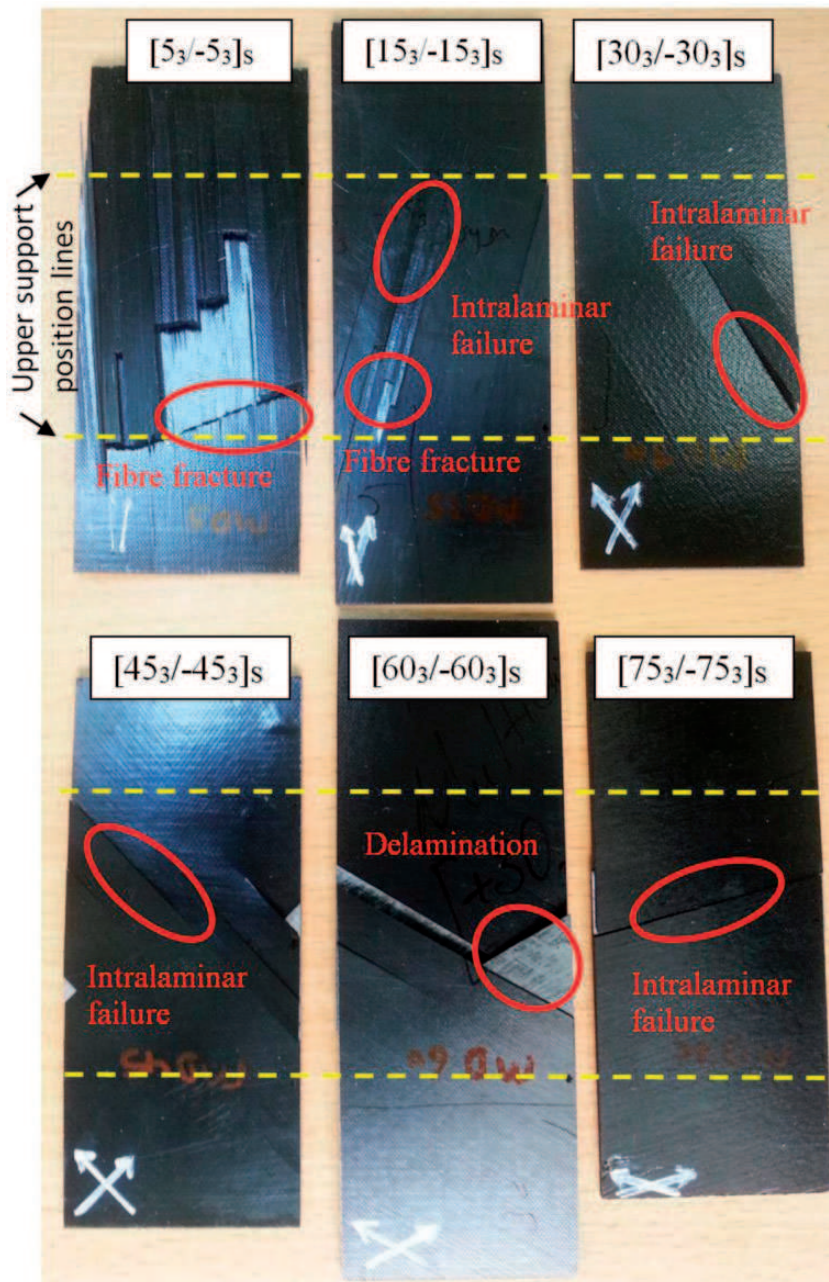 [5₃/-5₃]s
[15₃/-15₃]s
[30₃/-30₃]s
Upper support
position lines
Intralaminar
failure
Intralaminar
failure
Fibre fracture
Fibre fracture
[45₃/-45₃]s
[60₃/-60₃]s
[75₃/-75₃]s
Delamination
Intralaminar
failure
Intralaminar
failure